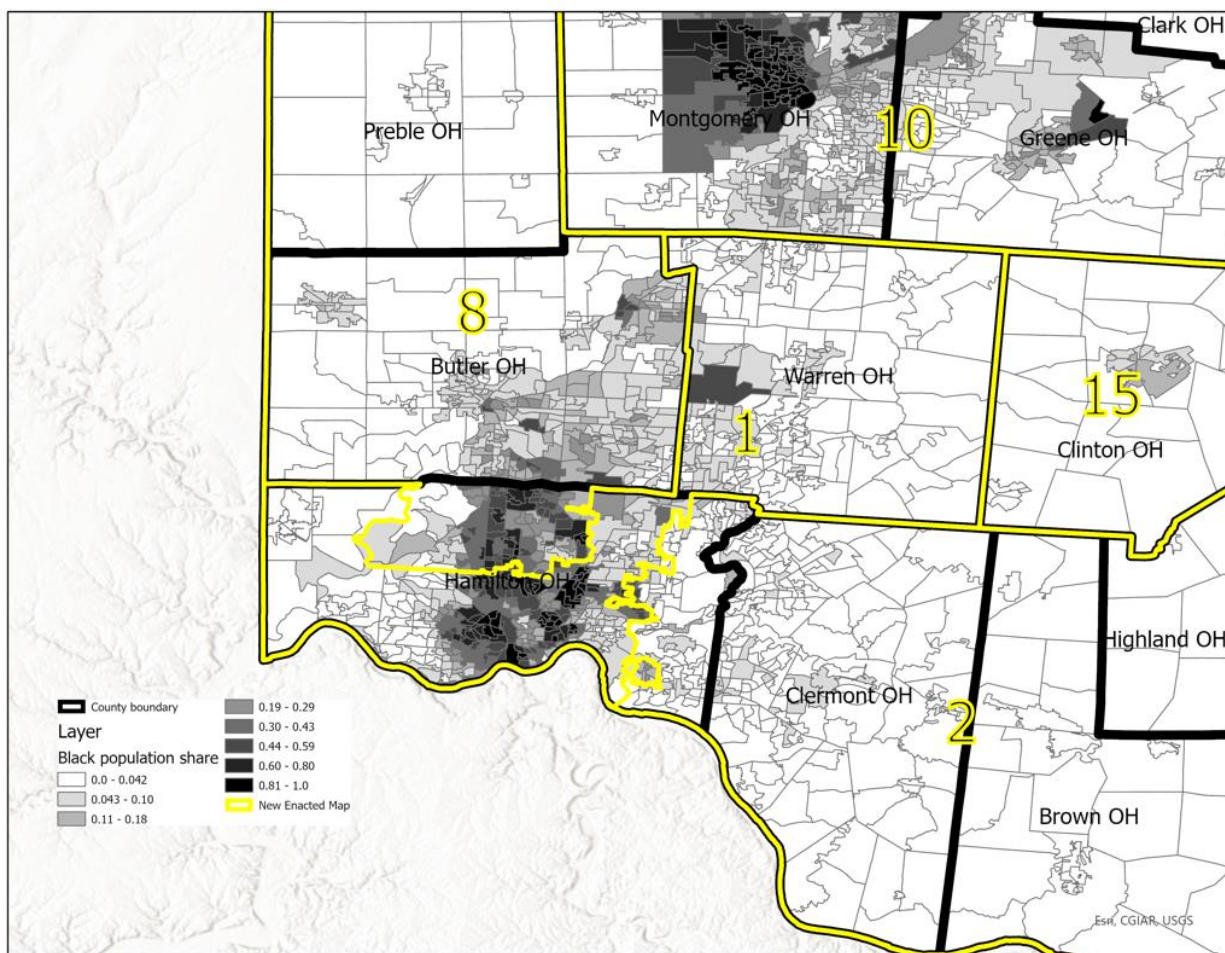 Clark OH
Preble OH
Montgomery OH
10
Greene OH
8
Butler OH
Warren OH
15
1
Clinton OH
Hamilton OH
Highland OH
Clermont OH
2
Brown OH
County boundary
Layer
Black population share
0.0 - 0.042
0.043 - 0.10
0.11 - 0.18
0.19 - 0.29
0.30 - 0.43
0.44 - 0.59
0.60 - 0.80
0.81 - 1.0
New Enacted Map
Esri, CGIAR, USGS